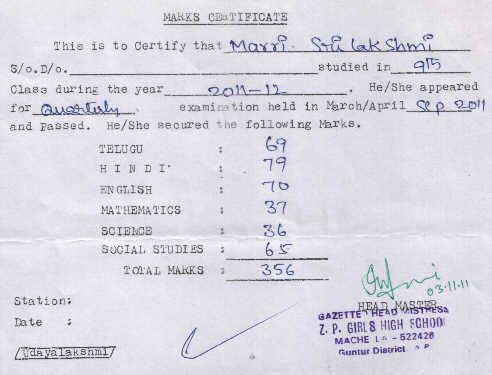 MARKS CERTIFICATE
This is to Certify that Marri. Sri Lakshmi
S/o.D/o. studied in 9B
Class during the year 2011-12. He/She appeared
for Quarterly examination held in March/April Sep 2011
and Passed. He/She secured the following Marks.
TELUGU : 69
HINDI : 79
ENGLISH : 70
MATHEMATICS : 37
SCIENCE : 36
SOCIAL STUDIES : 65
TOTAL MARKS : 356
03-11-11
Station: HEAD MASTER
GAZETTED HEAD MISTRESS
Date : Z. P. GIRLS HIGH SCHOOL
MACHE LA - 522426
/Udayalakshmi/ Guntur District. A P